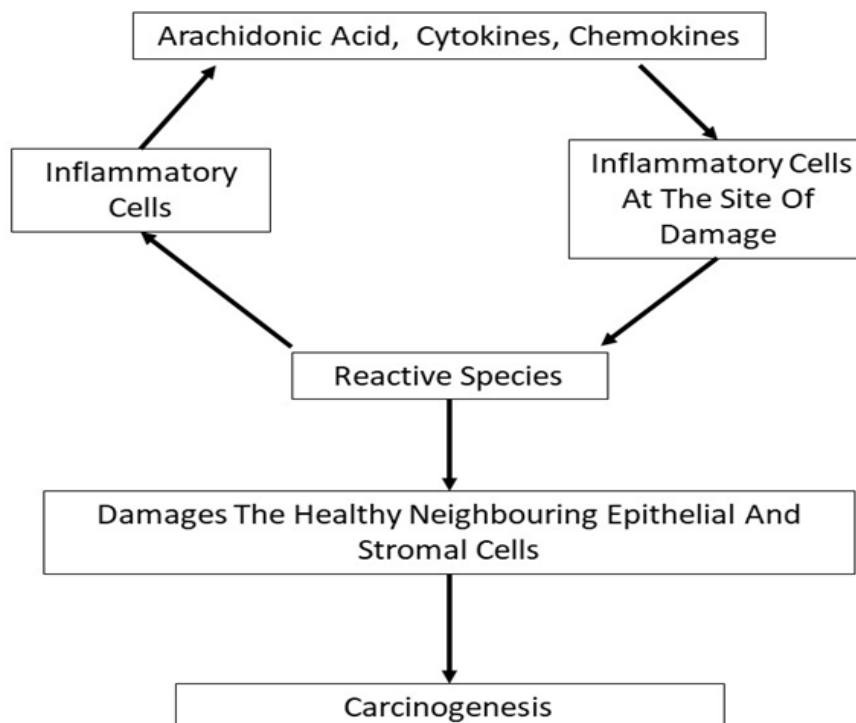 Arachidonic Acid, Cytokines, Chemokines
Inflammatory
Cells
Inflammatory Cells
At The Site Of
Damage
Reactive Species
Damages The Healthy Neighbouring Epithelial And
Stromal Cells
Carcinogenesis